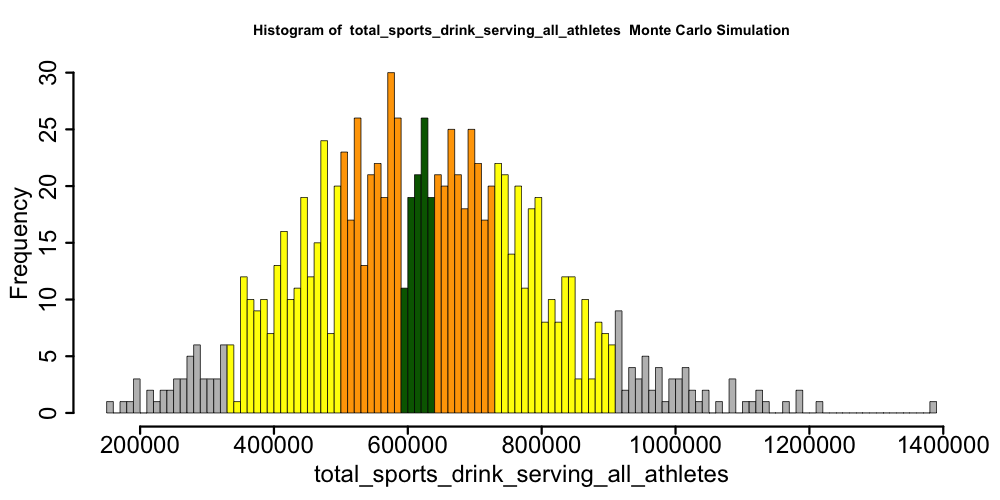 Histogram of  total_sports_drink_serving_all_athletes  Monte Carlo Simulation
30
25
20
15
10
5
0
Frequency
200000 400000 600000 800000 1000000 1200000 1400000
total_sports_drink_serving_all_athletes